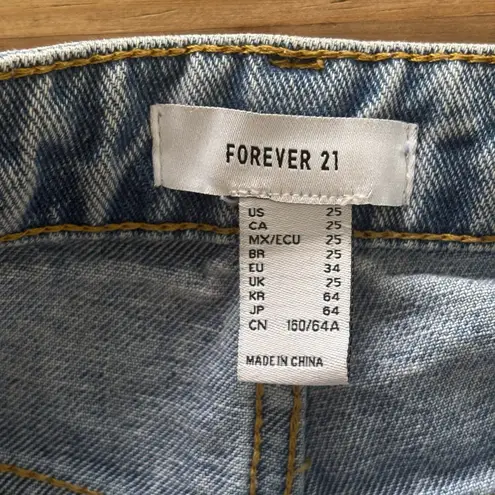 FOREVER 21
US 25
CA 25
MX/ECU 25
BR 25
EU 34
UK 25
KR 64
JP 64
CN 160/64A
MADE IN CHINA